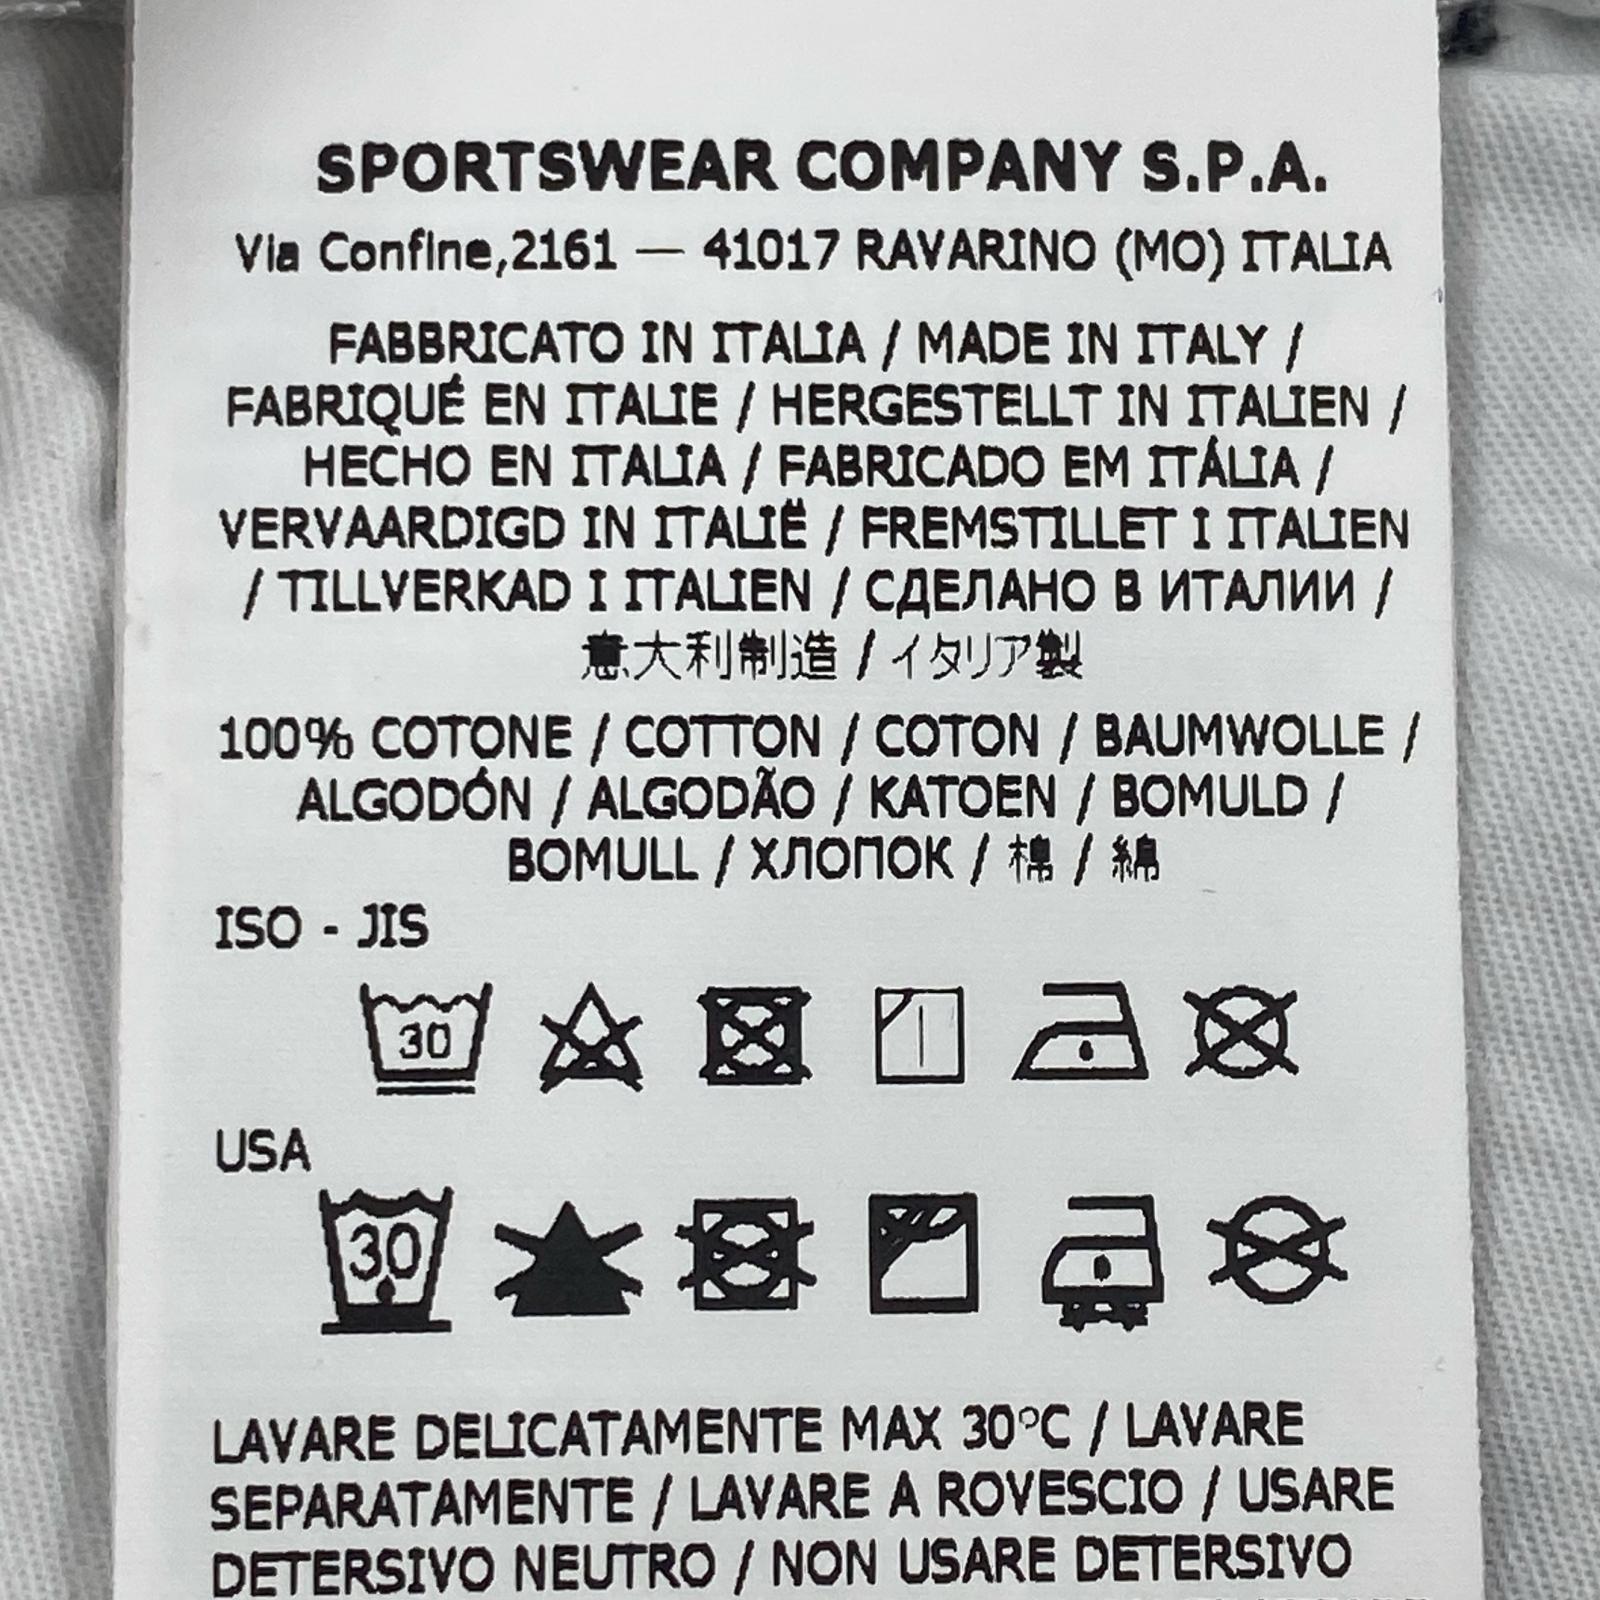 SPORTSWEAR COMPANY S.P.A.
Via Confine,2161 — 41017 RAVARINO (MO) ITALIA
FABBRICATO IN ITALIA / MADE IN ITALY /
FABRIQUÉ EN ITALIE / HERGESTELLT IN ITALIEN /
HECHO EN ITALIA / FABRICADO EM ITÁLIA /
VERVAARDIGD IN ITALIË / FREMSTILLET I ITALIEN
/ TILLVERKAD I ITALIEN / СДЕЛАНО В ИТАЛИИ /
意大利制造 / イタリア製
100% COTONE / COTTON / COTON / BAUMWOLLE /
ALGODÓN / ALGODÃO / KATOEN / BOMULD /
BOMULL / ХЛОПОК / 棉 / 綿
ISO - JIS
30
USA
30
LAVARE DELICATAMENTE MAX 30°C / LAVARE
SEPARATAMENTE / LAVARE A ROVESCIO / USARE
DETERSIVO NEUTRO / NON USARE DETERSIVO